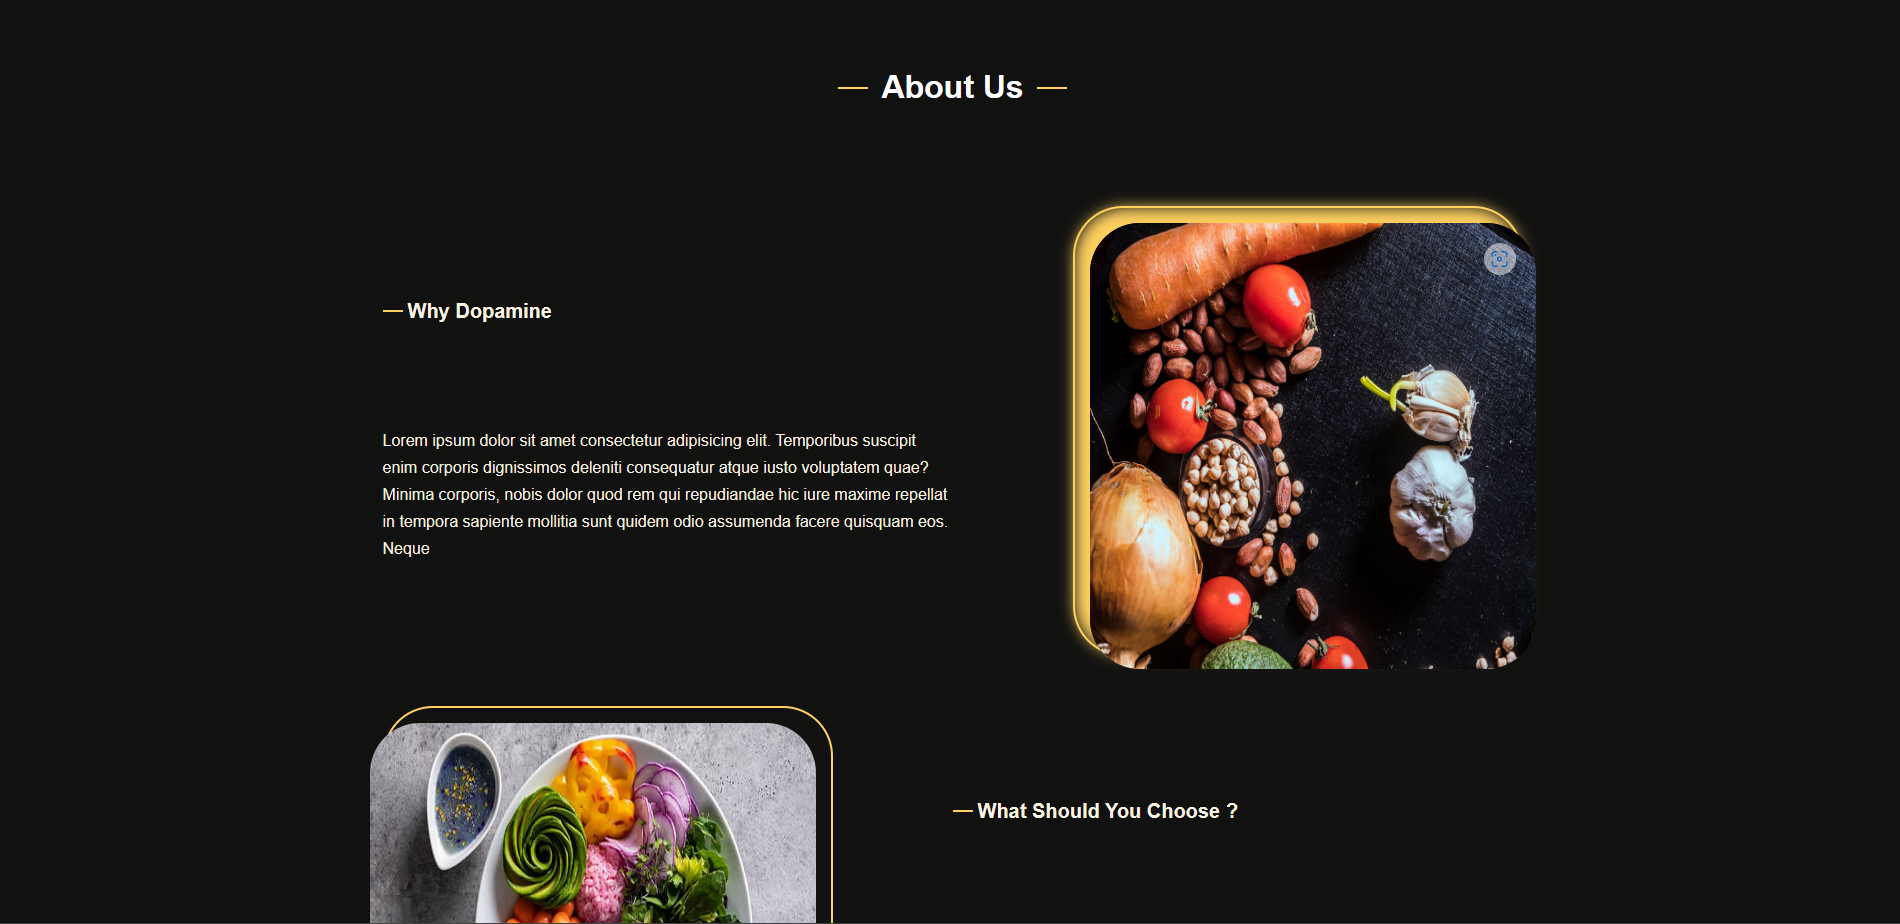 About Us
Why Dopamine
Lorem ipsum dolor sit amet consectetur adipisicing elit. Temporibus suscipit
enim corporis dignissimos deleniti consequatur atque iusto voluptatem quae?
Minima corporis, nobis dolor quod rem qui repudiandae hic iure maxime repellat
in tempora sapiente mollitia sunt quidem odio assumenda facere quisquam eos.
Neque
What Should You Choose ?